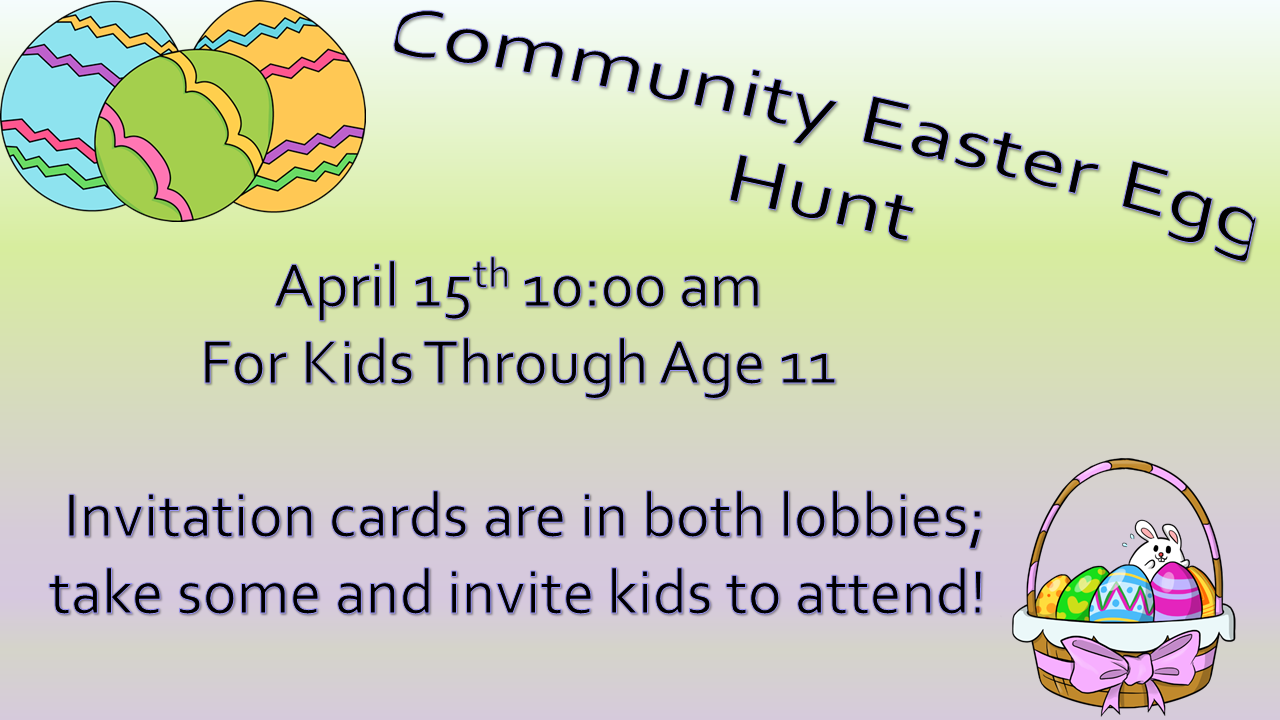 Community Easter Egg
Hunt
April 15th 10:00 am
For Kids Through Age 11
Invitation cards are in both lobbies;
take some and invite kids to attend!